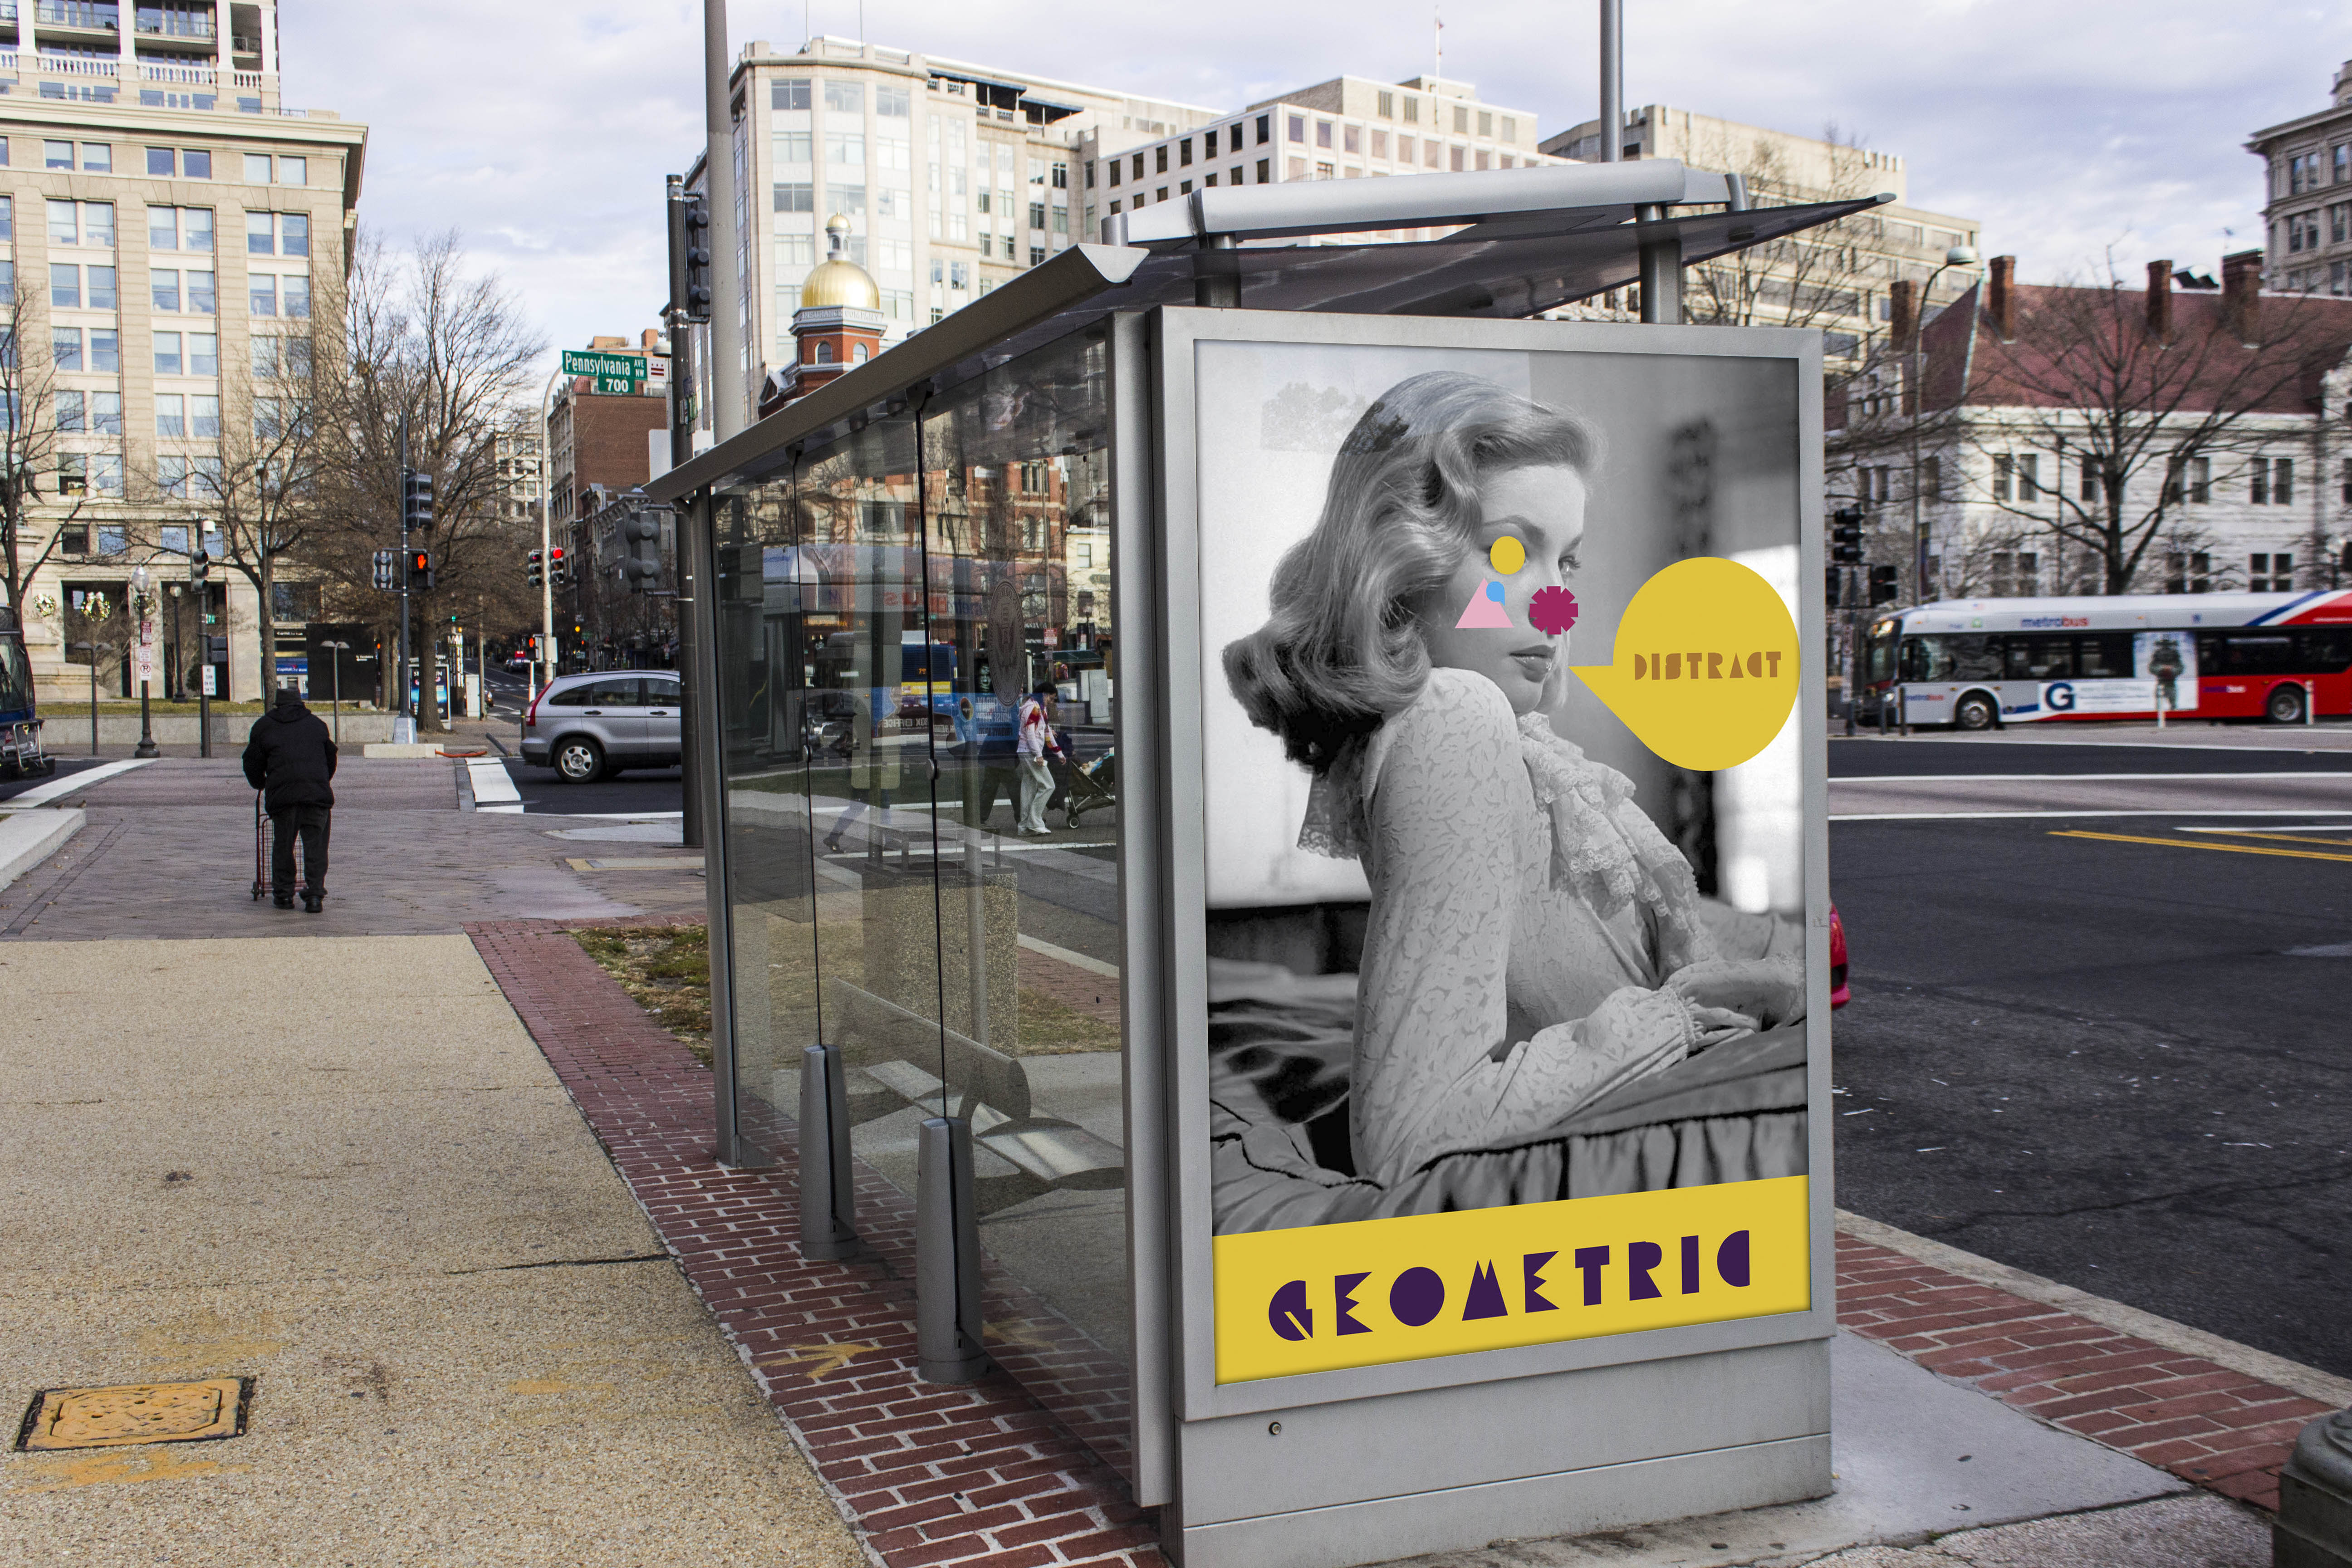 Pennsylvania AVE NW
700
metrobus
G
DISTRACT
GEOMETRIC